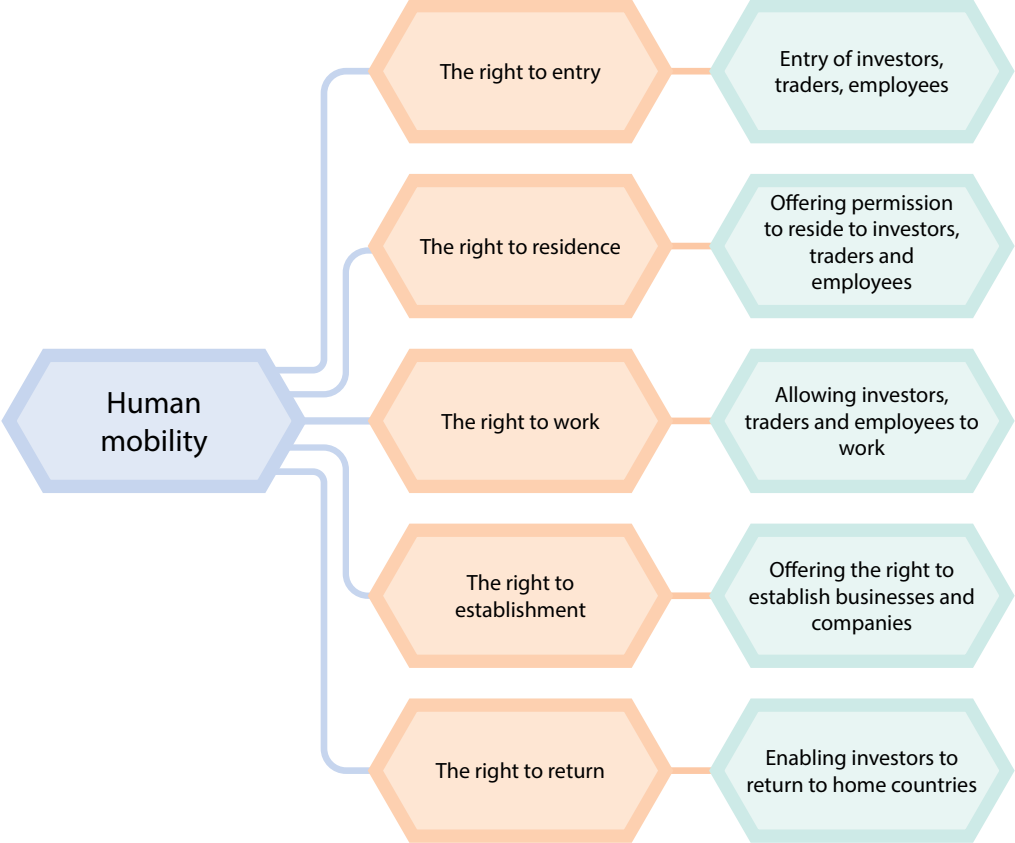 The right to entry
Entry of investors,
traders, employees
The right to residence
Offering permission
to reside to investors,
traders and
employees
Human
mobility
The right to work
Allowing investors,
traders and employees to
work
The right to
establishment
Offering the right to
establish businesses and
companies
The right to return
Enabling investors to
return to home countries